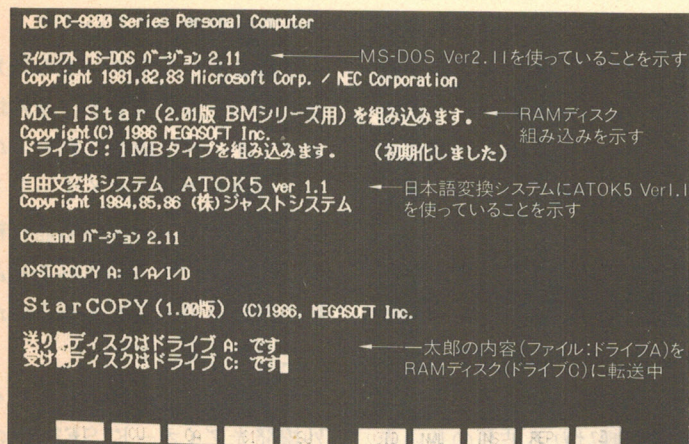 NEC PC-9800 Series Personal Computer
マイクロソフト MS-DOS バージョン 2.11
MS-DOS Ver2.11を使っていることを示す
Copyright 1981,82,83 Microsoft Corp. / NEC Corporation
MX-1Star(2.01版 BMシリーズ用)を組み込みます。
RAMディスク
組み込みを示す
Copyright(C) 1986 MEGASOFT Inc.
ドライブC:1MBタイプを組み込みます。 (初期化しました)
自由文変換システム ATOK5 ver 1.1
日本語変換システムにATOK5 Ver1.1
を使っていることを示す
Copyright 1984,85,86 (株)ジャストシステム
Command バージョン 2.11
A>STARCOPY A: 1/A/I/D
StarCOPY(1.00版) (C)1986, MEGASOFT Inc.
送り側ディスクはドライブ A: です
受け側ディスクはドライブ C: です
一太郎の内容(ファイル:ドライブA)を
RAMディスク(ドライブC)に転送中